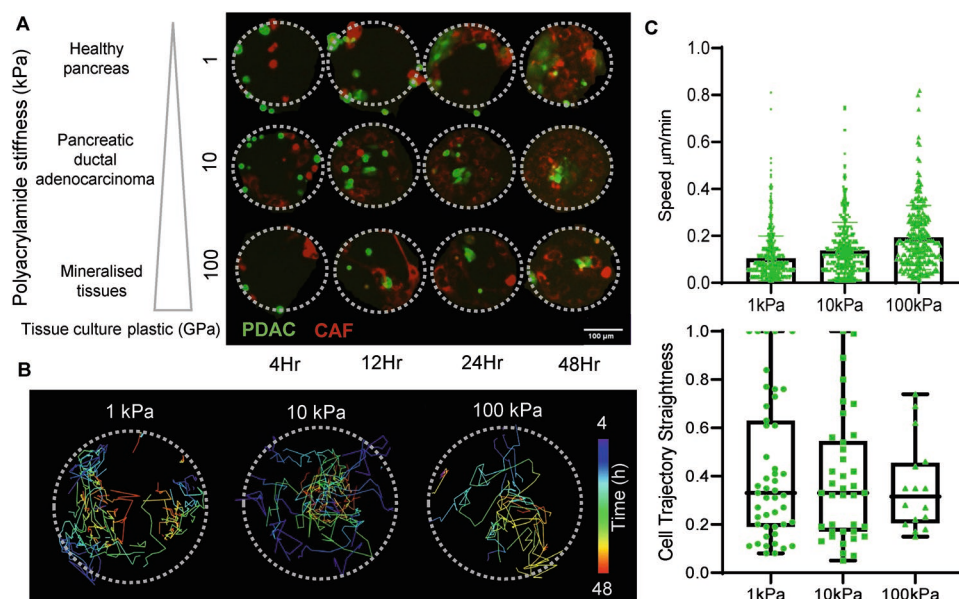 A
Polyacrylamide stiffness (kPa)
Healthy
pancreas
Pancreatic
ductal
adenocarcinoma
Mineralised
tissues
Tissue culture plastic (GPa)
1
10
100
PDAC CAF
100 µm
4Hr 12Hr 24Hr 48Hr
B
1 kPa 10 kPa 100 kPa
4
Time (h)
48
C
Speed µm/min
1.0
0.8
0.6
0.4
0.2
0.0
1kPa 10kPa 100kPa
Cell Trajectory Straightness
1.0
0.8
0.6
0.4
0.2
0.0
1kPa 10kPa 100kPa